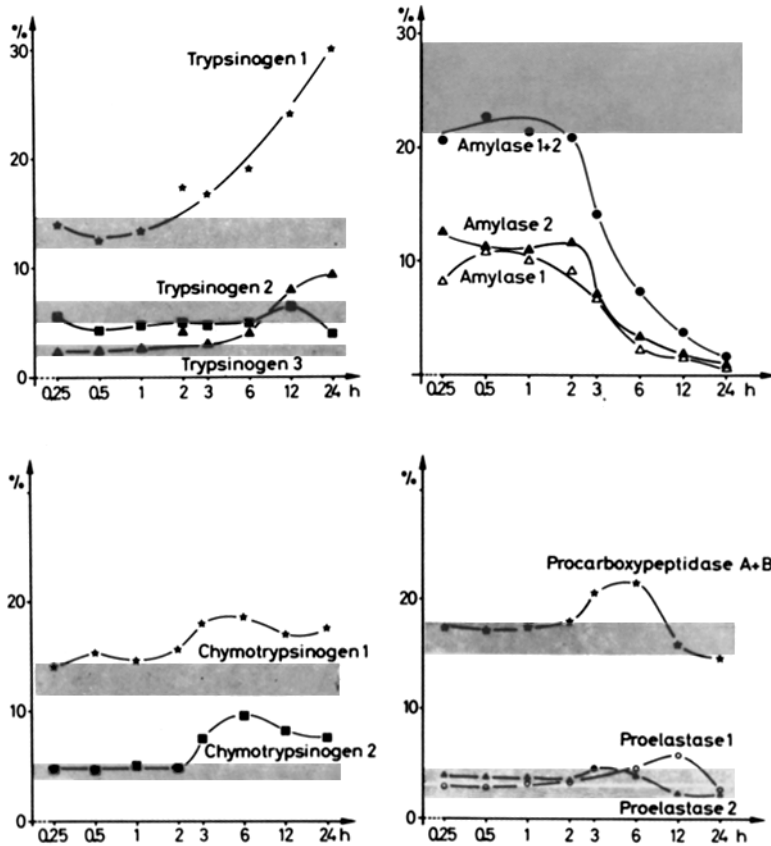 %
30
20
10
0
Trypsinogen 1
Trypsinogen 2
Trypsinogen 3
0.25 0.5 1 2 3 6 12 24 h
%
30
20
10
Amylase 1+2
Amylase 2
Amylase 1
0.25 0.5 1 2 3 6 12 24 h
%
20
10
0
Chymotrypsinogen 1
Chymotrypsinogen 2
0.25 0.5 1 2 3 6 12 24 h
%
20
10
0
Procarboxypeptidase A+B
Proelastase 1
Proelastase 2
0.25 0.5 1 2 3 6 12 24 h